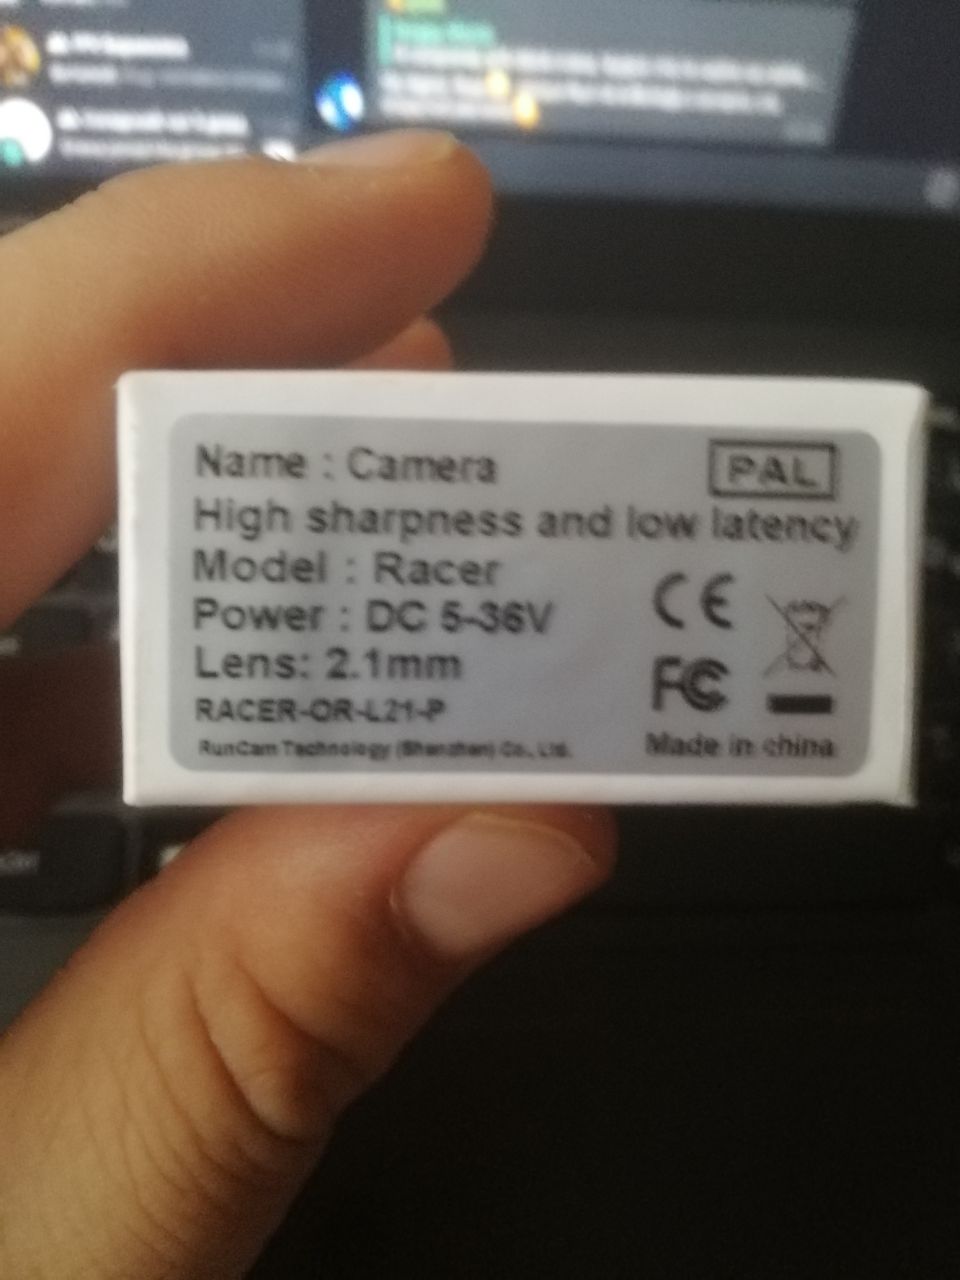 Name : Camera
PAL
High sharpness and low latency
Model : Racer
Power : DC 5-36V
Lens: 2.1mm
RACER-OR-L21-P
RunCam Technology (Shenzhen) Co., Ltd.
CE
FC
Made in china